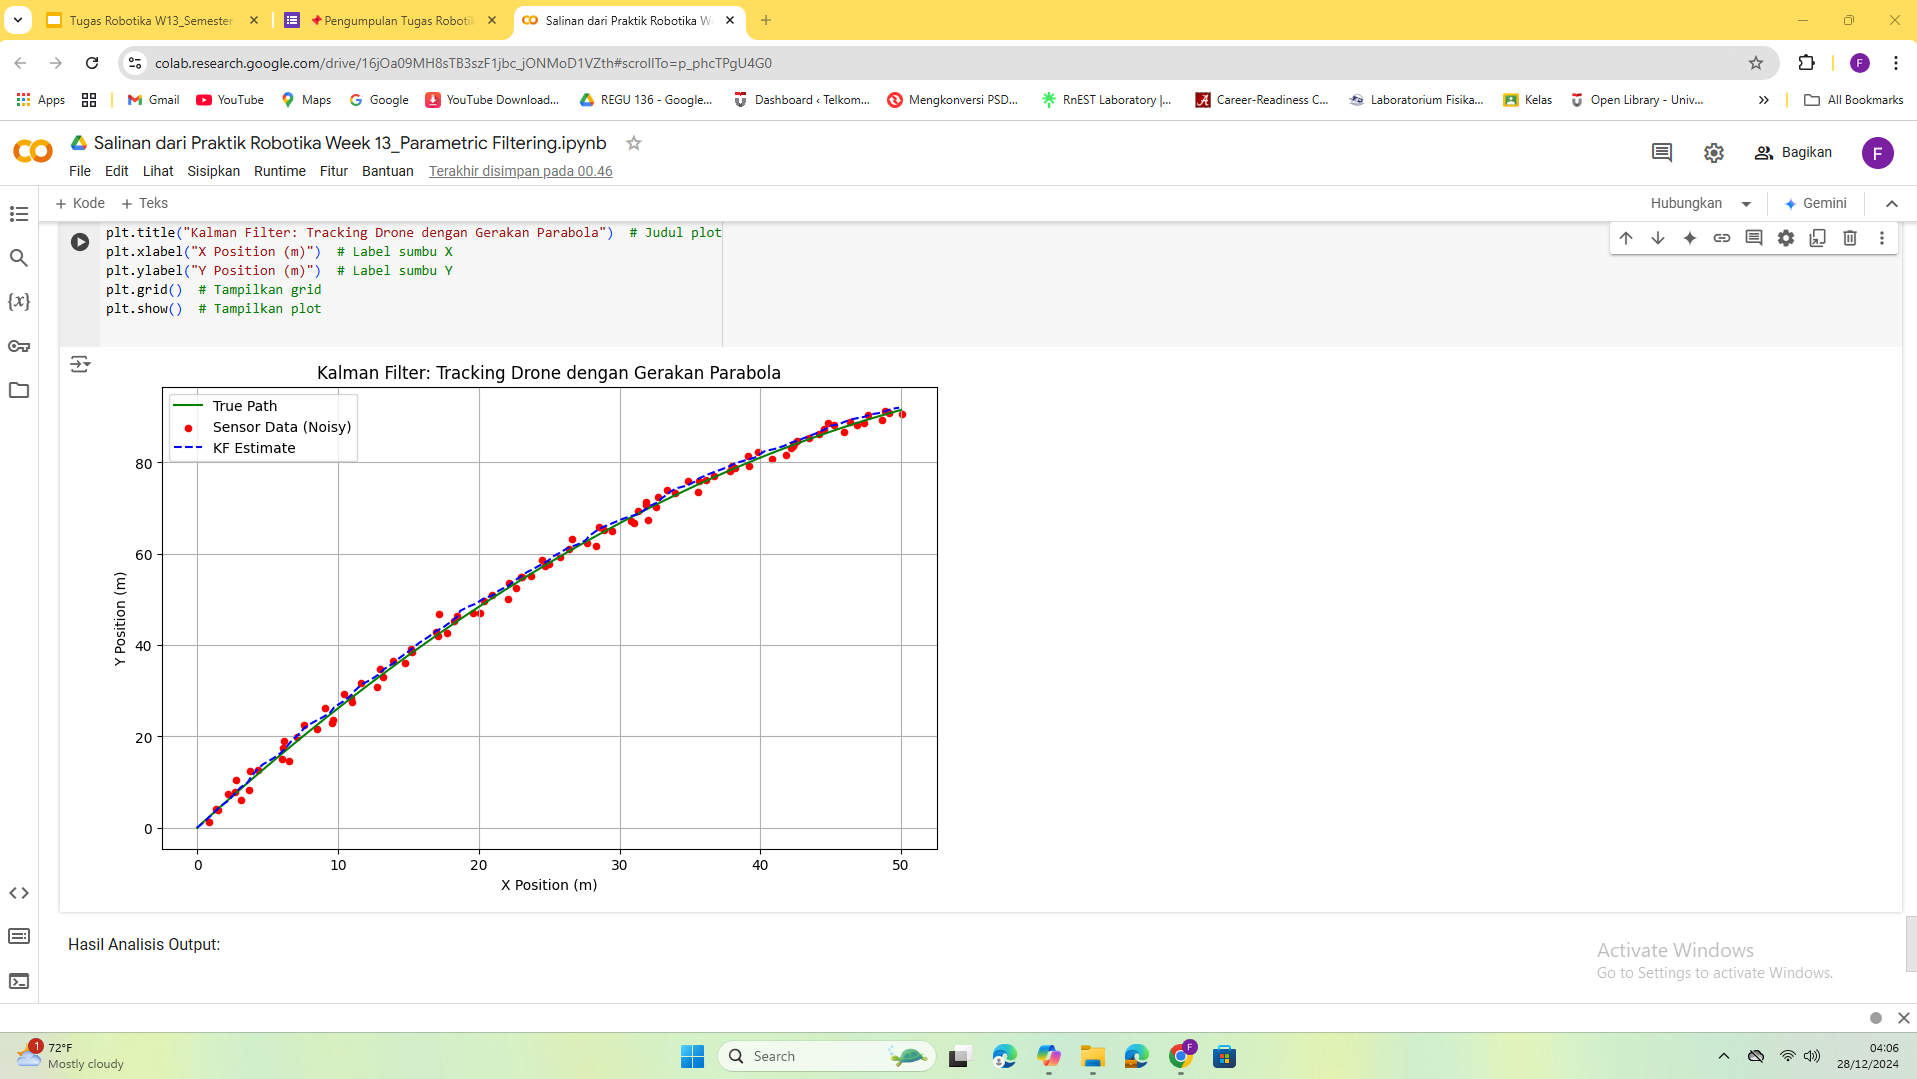 Tugas Robotika W13_Semester
📌Pengumpulan Tugas Roboti
Salinan dari Praktik Robotika W
colab.research.google.com/drive/16jOa09MH8sTB3szF1jbc_jONMoD1VZth#scrollTo=p_phcTPgU4G0
F
Apps
Gmail
YouTube
Maps
Google
YouTube Download...
REGU 136 - Google...
Dashboard ‹ Telkom...
Mengkonversi PSD...
RnEST Laboratory |...
Career-Readiness C...
Laboratorium Fisika...
Kelas
Open Library - Univ...
All Bookmarks
Salinan dari Praktik Robotika Week 13_Parametric Filtering.ipynb
Bagikan
F
File Edit Lihat Sisipkan Runtime Fitur Bantuan Terakhir disimpan pada 00.46
+ Kode + Teks
Hubungkan
Gemini
plt.title("Kalman Filter: Tracking Drone dengan Gerakan Parabola")  # Judul plot
plt.xlabel("X Position (m)")  # Label sumbu X
plt.ylabel("Y Position (m)")  # Label sumbu Y
plt.grid()  # Tampilkan grid
plt.show()  # Tampilkan plot
{x}
Kalman Filter: Tracking Drone dengan Gerakan Parabola
True Path
Sensor Data (Noisy)
KF Estimate
80
60
40
20
0
Y Position (m)
0 10 20 30 40 50
X Position (m)
Hasil Analisis Output:
Activate Windows
Go to Settings to activate Windows.
1
72°F
Mostly cloudy
Search
F
04:06
28/12/2024